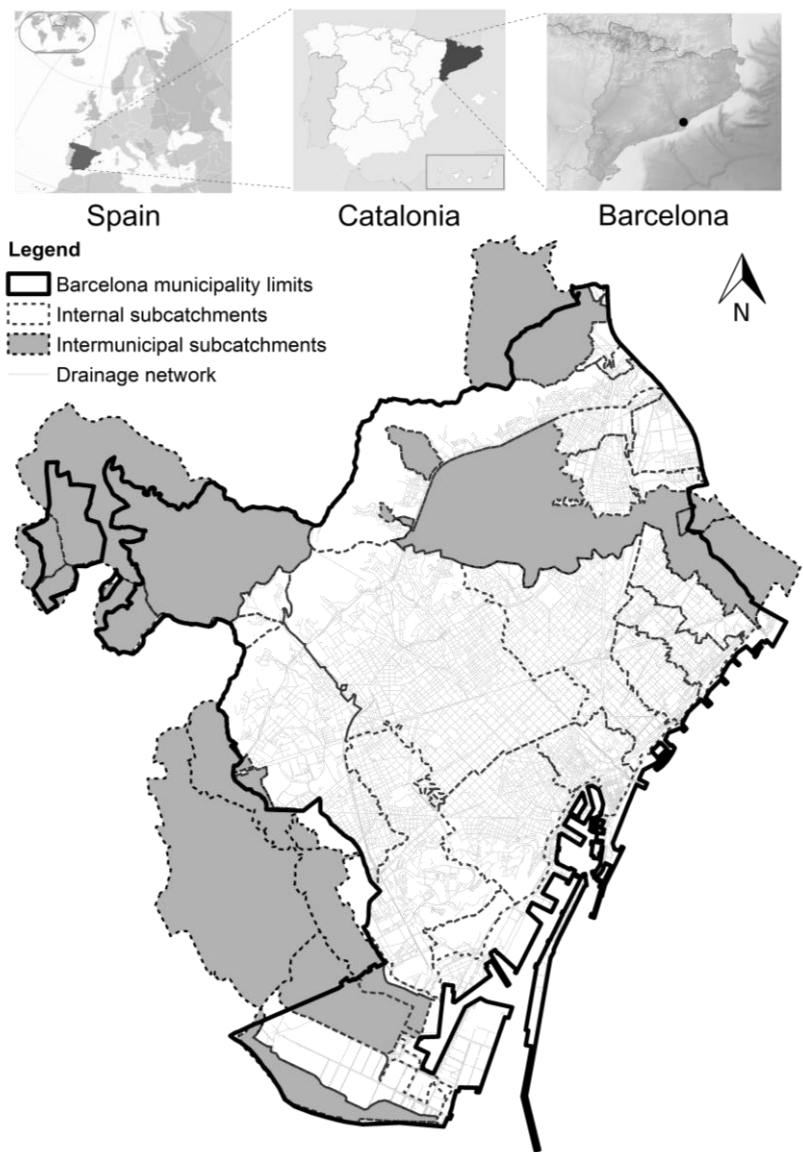 Spain
Catalonia
Barcelona
Legend
Barcelona municipality limits
Internal subcatchments
Intermunicipal subcatchments
Drainage network
N